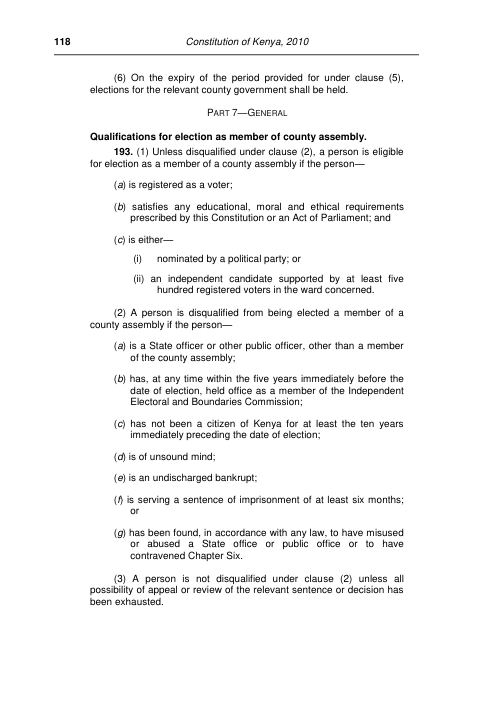 118
Constitution of Kenya, 2010
(6) On the expiry of the period provided for under clause (5),
elections for the relevant county government shall be held.
PART 7—GENERAL
Qualifications for election as member of county assembly.
193. (1) Unless disqualified under clause (2), a person is eligible
for election as a member of a county assembly if the person—
(a) is registered as a voter;
(b) satisfies any educational, moral and ethical requirements
prescribed by this Constitution or an Act of Parliament; and
(c) is either—
(i) nominated by a political party; or
(ii) an independent candidate supported by at least five
hundred registered voters in the ward concerned.
(2) A person is disqualified from being elected a member of a
county assembly if the person—
(a) is a State officer or other public officer, other than a member
of the county assembly;
(b) has, at any time within the five years immediately before the
date of election, held office as a member of the Independent
Electoral and Boundaries Commission;
(c) has not been a citizen of Kenya for at least the ten years
immediately preceding the date of election;
(d) is of unsound mind;
(e) is an undischarged bankrupt;
(f) is serving a sentence of imprisonment of at least six months;
or
(g) has been found, in accordance with any law, to have misused
or abused a State office or public office or to have
contravened Chapter Six.
(3) A person is not disqualified under clause (2) unless all
possibility of appeal or review of the relevant sentence or decision has
been exhausted.